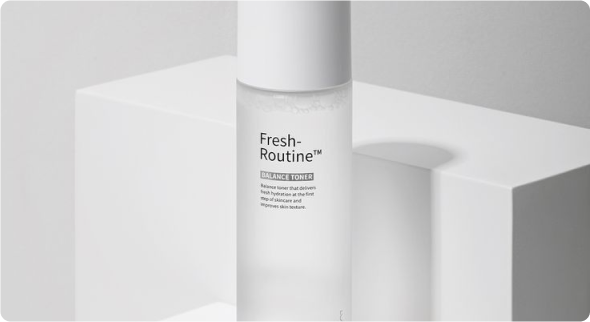 Fresh-
Routine™
BALANCE TONER
Balance toner that delivers
fresh hydration at the first
step of skincare and
improves skin texture.